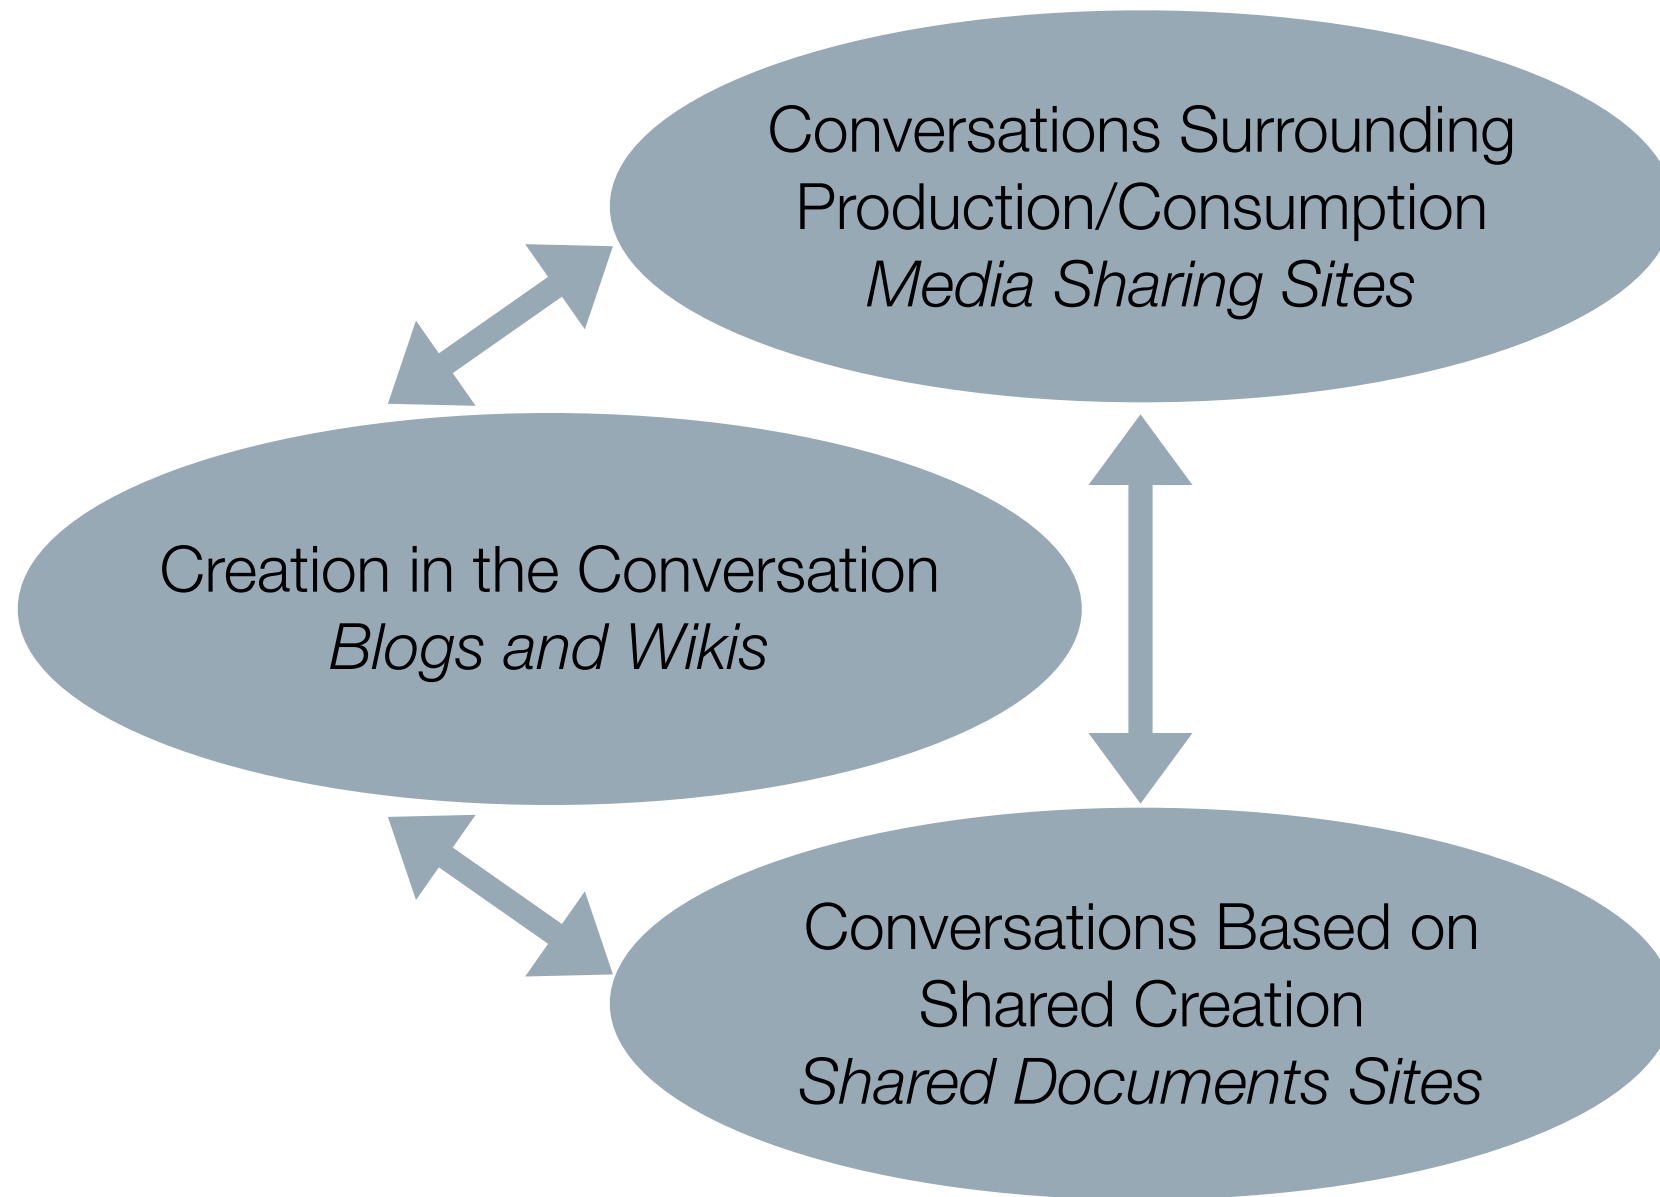 Conversations Surrounding
Production/Consumption
Media Sharing Sites
Creation in the Conversation
Blogs and Wikis
Conversations Based on
Shared Creation
Shared Documents Sites